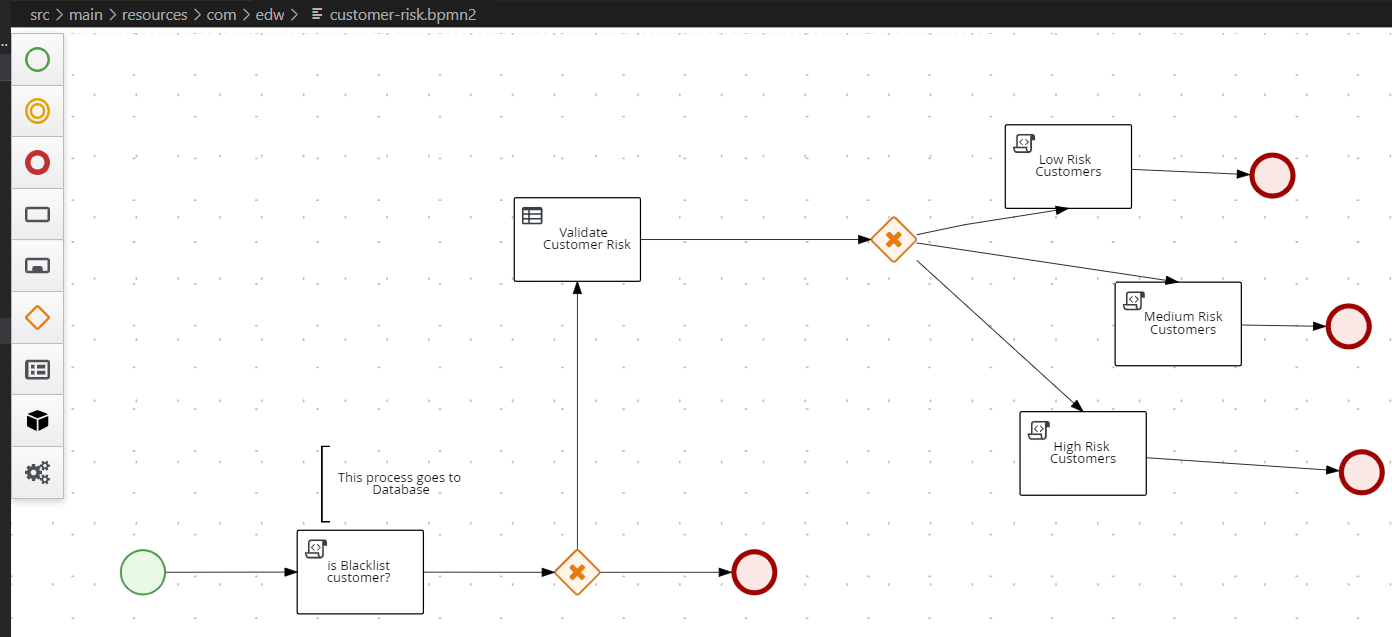 src > main > resources > com > edw > customer-risk.bpmn2
Low Risk
Customers
Validate
Customer Risk
Medium Risk
Customers
High Risk
Customers
This process goes to
Database
is Blacklist
customer?